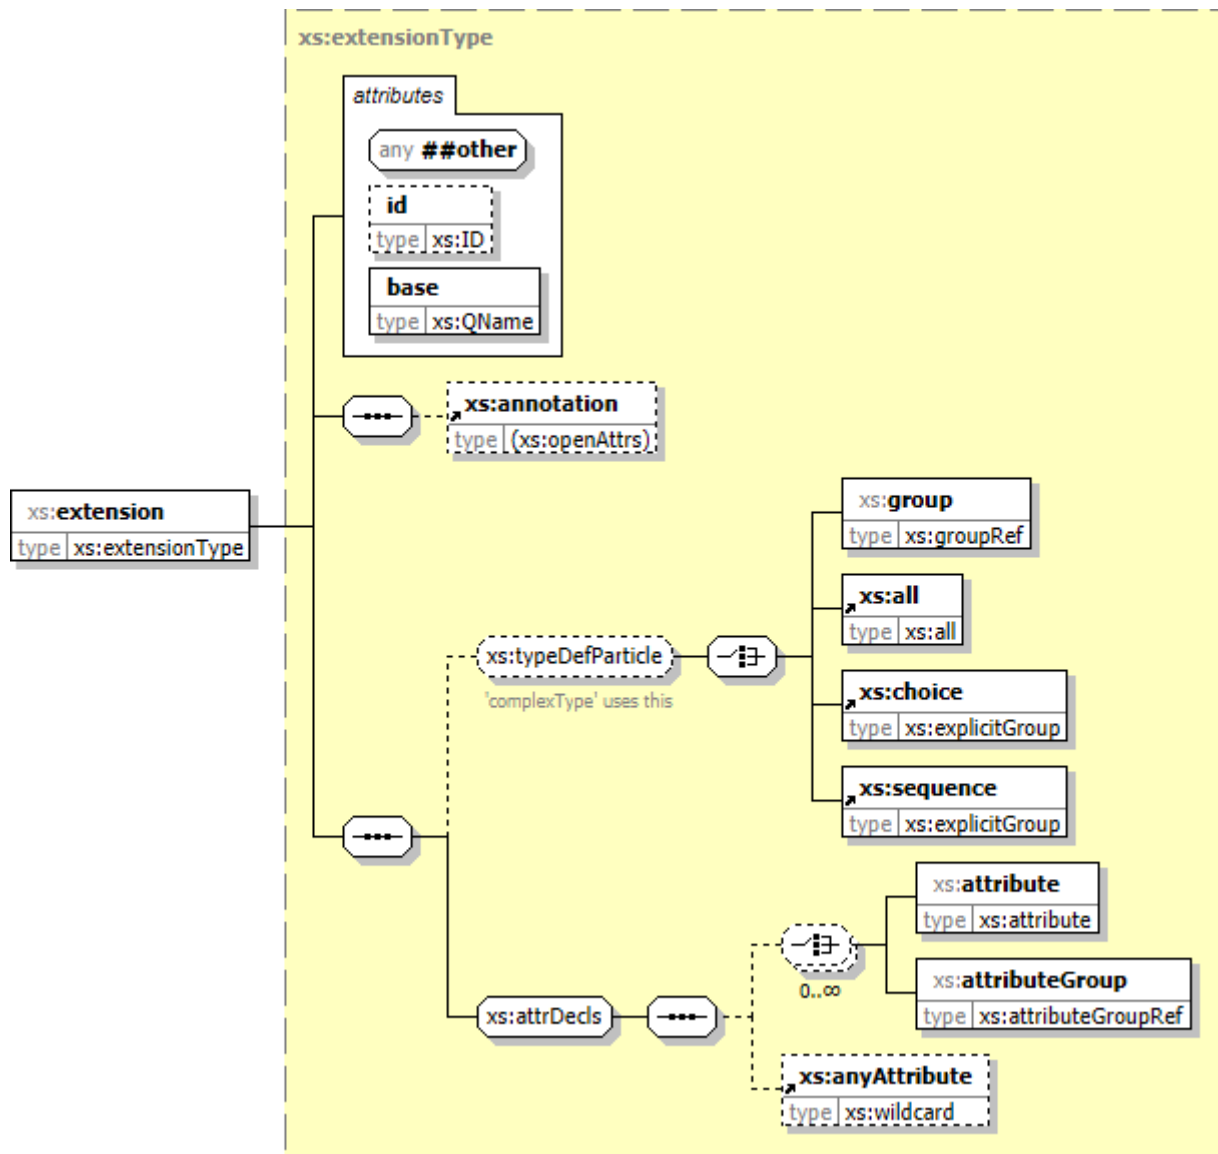 xs:extensionType
attributes
any ##other
id
type xs:ID
base
type xs:QName
xs:annotation
type (xs:openAttrs)
xs:extension
type xs:extensionType
xs:group
type xs:groupRef
xs:all
type xs:all
xs:typeDefParticle
'complexType' uses this
xs:choice
type xs:explicitGroup
xs:sequence
type xs:explicitGroup
xs:attribute
type xs:attribute
0..∞
xs:attributeGroup
type xs:attributeGroupRef
xs:attrDecls
xs:anyAttribute
type xs:wildcard